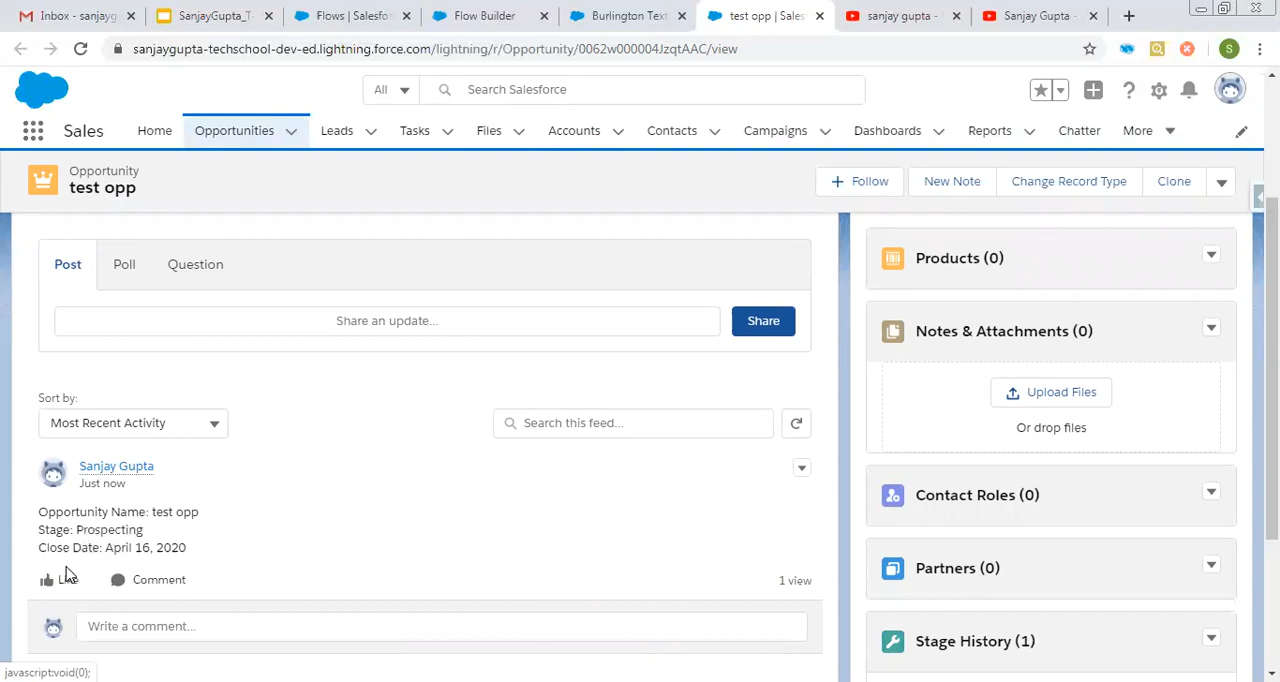 Inbox - sanjayg
SanjayGupta_T
Flows | Salesfo
Flow Builder
Burlington Text
test opp | Sales
sanjay gupta -
Sanjay Gupta -
sanjaygupta-techschool-dev-ed.lightning.force.com/lightning/r/Opportunity/0062w000004JzqtAAC/view
S
All
Search Salesforce
Sales
Home
Opportunities
Leads
Tasks
Files
Accounts
Contacts
Campaigns
Dashboards
Reports
Chatter
More
Opportunity
test opp
Follow
New Note
Change Record Type
Clone
Post
Poll
Question
Share an update...
Share
Sort by:
Most Recent Activity
Search this feed...
Sanjay Gupta
Just now
Opportunity Name: test opp
Stage: Prospecting
Close Date: April 16, 2020
Comment
1 view
Write a comment...
javascript:void(0);
Products (0)
Notes & Attachments (0)
Upload Files
Or drop files
Contact Roles (0)
Partners (0)
Stage History (1)